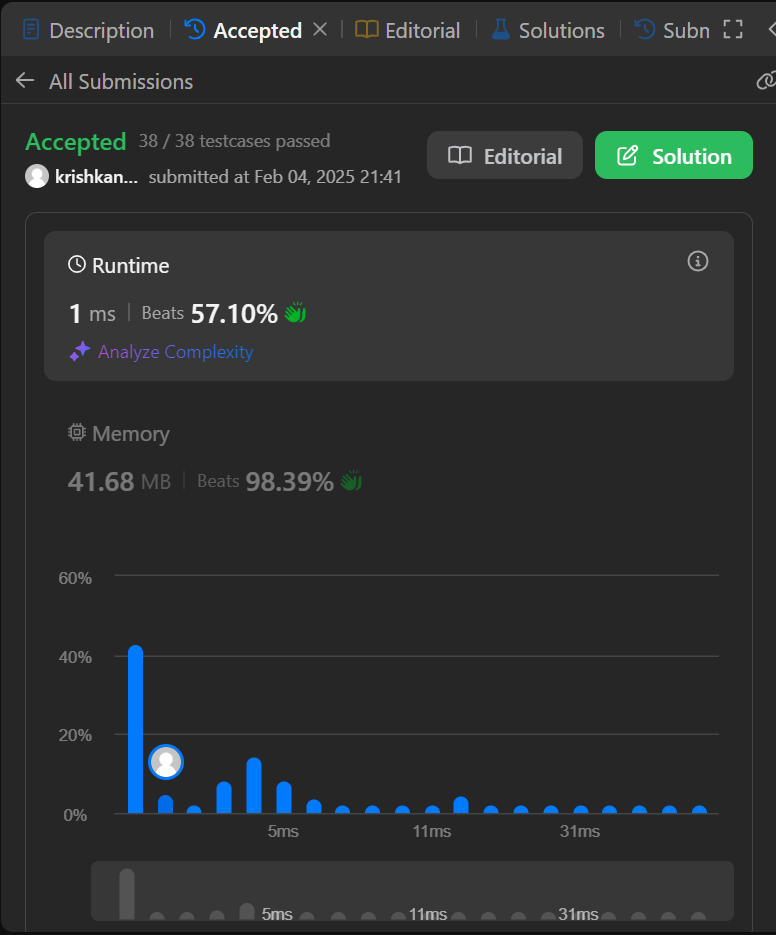 Description Accepted Editorial Solutions Subn
All Submissions
Accepted 38 / 38 testcases passed
krishkan... submitted at Feb 04, 2025 21:41
Editorial Solution
Runtime
1 ms Beats 57.10%
Analyze Complexity
Memory
41.68 MB Beats 98.39%
60%
40%
20%
0%
5ms 11ms 31ms
5ms 11ms 31ms